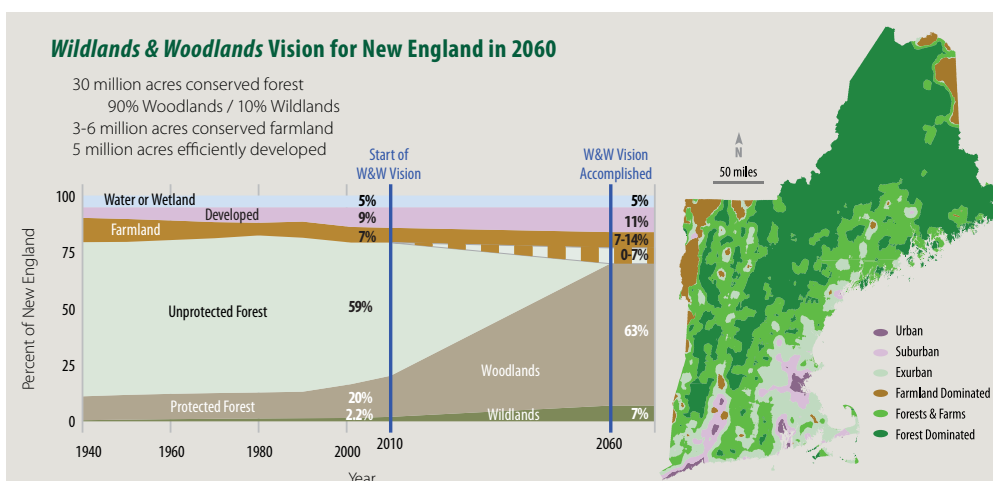 Wildlands & Woodlands Vision for New England in 2060
30 million acres conserved forest
90% Woodlands / 10% Wildlands
3-6 million acres conserved farmland
5 million acres efficiently developed
Start of
W&W Vision
W&W Vision
Accomplished
N
50 miles
Percent of New England
100
75
50
25
0
Water or Wetland
5%
5%
Developed
9%
11%
Farmland
7%
7-14%
0-7%
Unprotected Forest
59%
63%
Woodlands
Protected Forest
20%
2.2%
Wildlands
7%
1940
1960
1980
2000
2010
2060
Year
Urban
Suburban
Exurban
Farmland Dominated
Forests & Farms
Forest Dominated